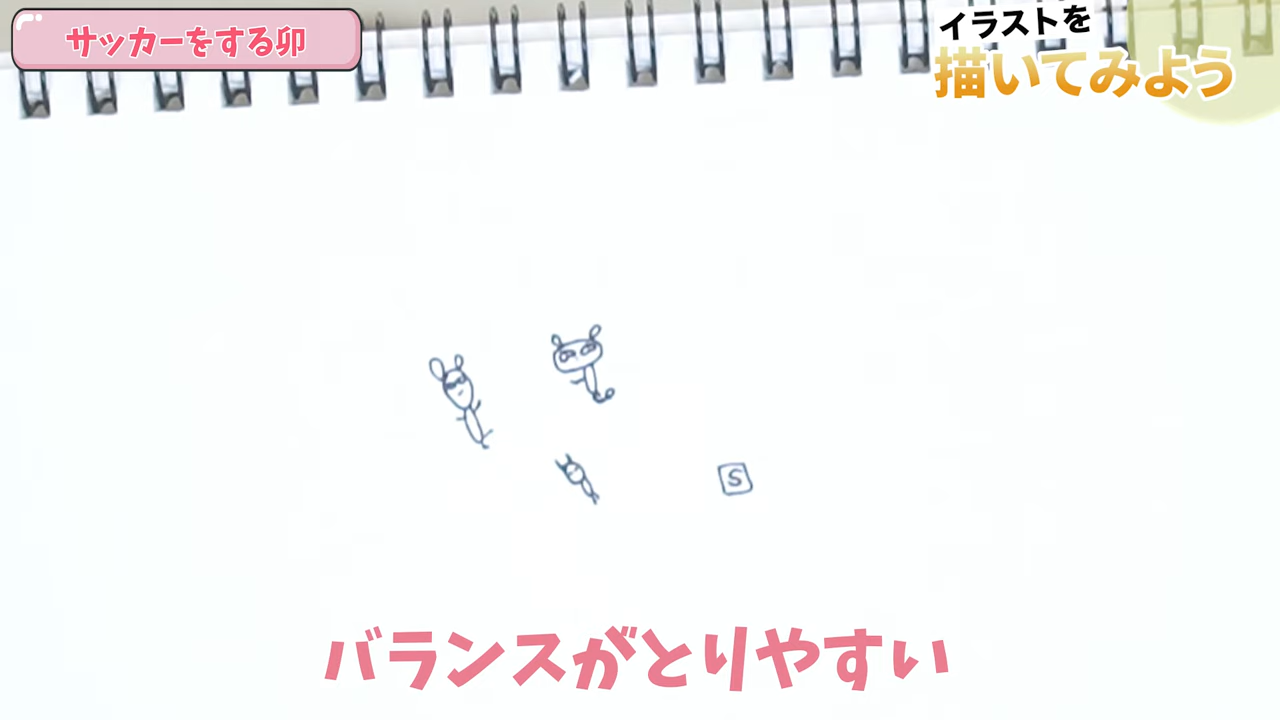 サッカーをする卯
イラストを
描いてみよう
S
バランスがとりやすい